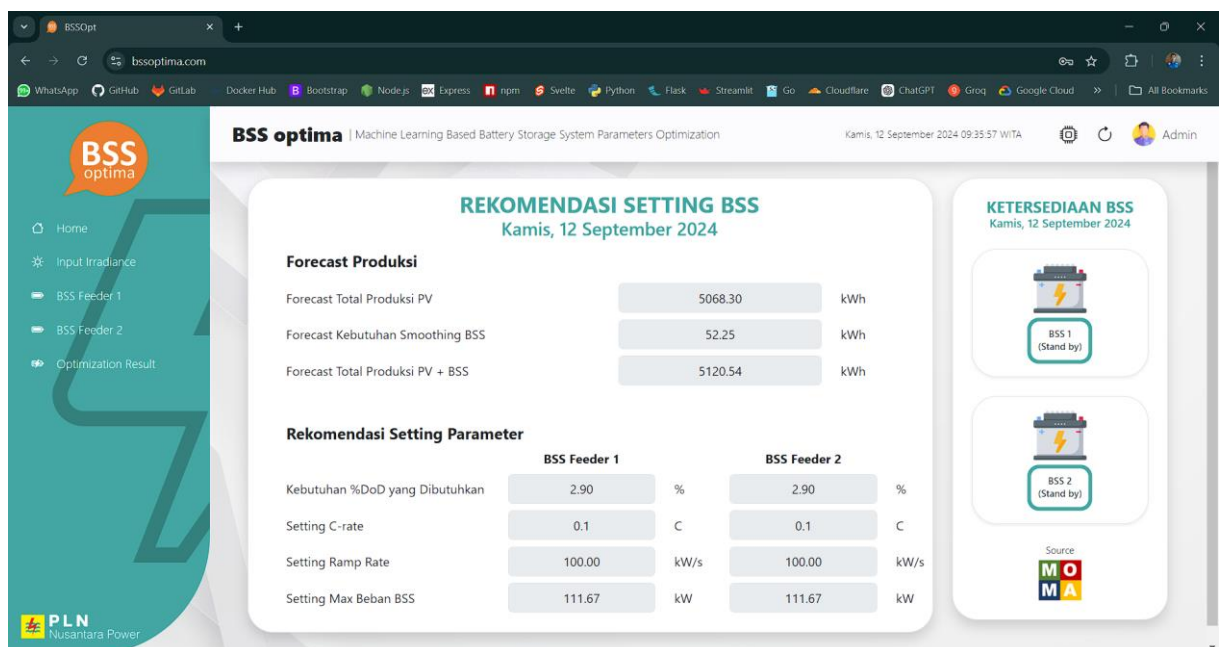 BSSOpt
bssoptima.com
WhatsApp GitHub GitLab Docker Hub B Bootstrap Node.js ex Express npm Svelte Python Flask Streamlit Go Cloudflare ChatGPT Groq Google Cloud » All Bookmarks
BSS
optima
BSS optima | Machine Learning Based Battery Storage System Parameters Optimization
Kamis, 12 September 2024 09:35:57 WITA
Admin
Home
Input Irradiance
BSS Feeder 1
BSS Feeder 2
Optimization Result
PLN
Nusantara Power
REKOMENDASI SETTING BSS
Kamis, 12 September 2024
Forecast Produksi
Forecast Total Produksi PV 5068.30 kWh
Forecast Kebutuhan Smoothing BSS 52.25 kWh
Forecast Total Produksi PV + BSS 5120.54 kWh
Rekomendasi Setting Parameter
BSS Feeder 1 BSS Feeder 2
Kebutuhan %DoD yang Dibutuhkan 2.90 % 2.90 %
Setting C-rate 0.1 C 0.1 C
Setting Ramp Rate 100.00 kW/s 100.00 kW/s
Setting Max Beban BSS 111.67 kW 111.67 kW
KETERSEDIAAN BSS
Kamis, 12 September 2024
BSS 1
(Stand by)
BSS 2
(Stand by)
Source
MO
MA